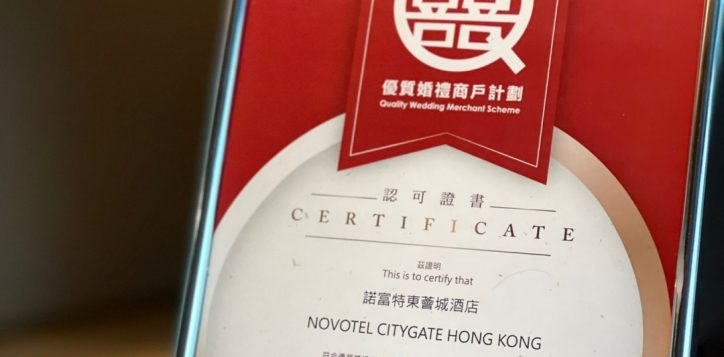 囍
優質婚禮商戶計劃
Quality Wedding Merchant Scheme
認可證書
CERTIFICATE
茲證明
This is to certify that
諾富特東薈城酒店
NOVOTEL CITYGATE HONG KONG